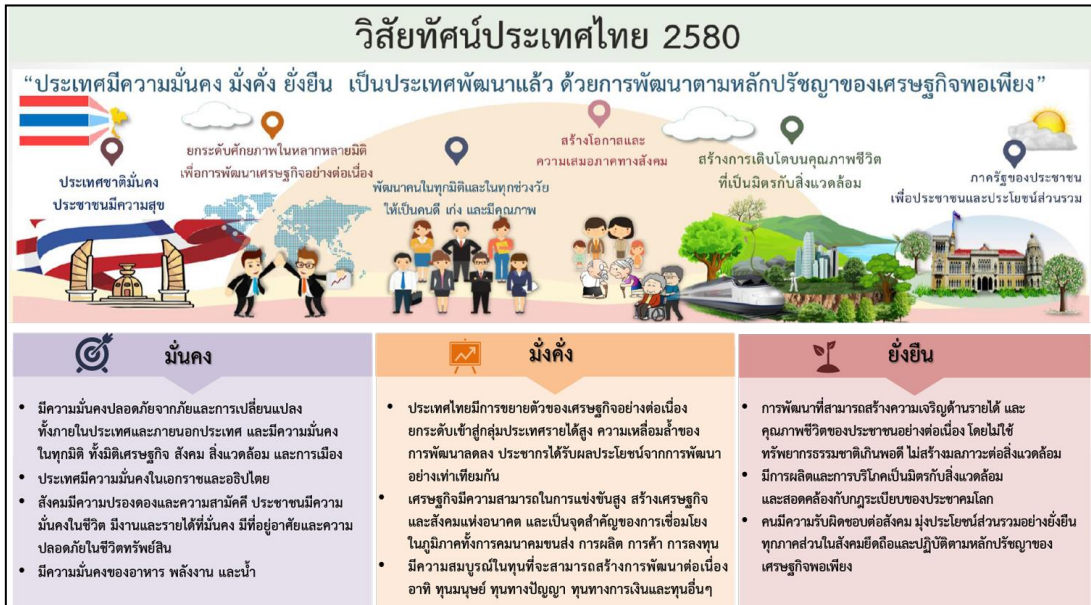 วิสัยทัศน์ประเทศไทย 2580
“ประเทศมีความมั่นคง มั่งคั่ง ยั่งยืน เป็นประเทศพัฒนาแล้ว ด้วยการพัฒนาตามหลักปรัชญาของเศรษฐกิจพอเพียง”
ประเทศชาติมั่นคง
ประชาชนมีความสุข
ยกระดับศักยภาพในหลากหลายมิติ
เพื่อการพัฒนาเศรษฐกิจอย่างต่อเนื่อง
พัฒนาคนในทุกมิติและในทุกช่วงวัย
ให้เป็นคนดี เก่ง และมีคุณภาพ
สร้างโอกาสและ
ความเสมอภาคทางสังคม
สร้างการเติบโตบนคุณภาพชีวิต
ที่เป็นมิตรกับสิ่งแวดล้อม
ภาครัฐของประชาชน
เพื่อประชาชนและประโยชน์ส่วนรวม
มั่นคง
• มีความมั่นคงปลอดภัยจากภัยและการเปลี่ยนแปลง
ทั้งภายในประเทศและภายนอกประเทศ และมีความมั่นคง
ในทุกมิติ ทั้งมิติเศรษฐกิจ สังคม สิ่งแวดล้อม และการเมือง
• ประเทศมีความมั่นคงในเอกราชและอธิปไตย
• สังคมมีความปรองดองและความสามัคคี ประชาชนมีความ
มั่นคงในชีวิต มีงานและรายได้ที่มั่นคง มีที่อยู่อาศัยและความ
ปลอดภัยในชีวิตทรัพย์สิน
• มีความมั่นคงของอาหาร พลังงาน และน้ำ
มั่งคั่ง
• ประเทศไทยมีการขยายตัวของเศรษฐกิจอย่างต่อเนื่อง
ยกระดับเข้าสู่กลุ่มประเทศรายได้สูง ความเหลื่อมล้ำของ
การพัฒนาลดลง ประชากรได้รับผลประโยชน์จากการพัฒนา
อย่างเท่าเทียมกัน
• เศรษฐกิจมีความสามารถในการแข่งขันสูง สร้างเศรษฐกิจ
และสังคมแห่งอนาคต และเป็นจุดสำคัญของการเชื่อมโยง
ในภูมิภาคทั้งการคมนาคมขนส่ง การผลิต การค้า การลงทุน
• มีความสมบูรณ์ในทุนที่จะสามารถสร้างการพัฒนาต่อเนื่อง
อาทิ ทุนมนุษย์ ทุนทางปัญญา ทุนทางการเงินและทุนอื่นๆ
ยั่งยืน
• การพัฒนาที่สามารถสร้างความเจริญด้านรายได้ และ
คุณภาพชีวิตของประชาชนอย่างต่อเนื่อง โดยไม่ใช้
ทรัพยากรธรรมชาติเกินพอดี ไม่สร้างมลภาวะต่อสิ่งแวดล้อม
• มีการผลิตและการบริโภคเป็นมิตรกับสิ่งแวดล้อม
และสอดคล้องกับกฎระเบียบของประชาคมโลก
• คนมีความรับผิดชอบต่อสังคม มุ่งประโยชน์ส่วนรวมอย่างยั่งยืน
ทุกภาคส่วนในสังคมยึดถือและปฏิบัติตามหลักปรัชญาของ
เศรษฐกิจพอเพียง